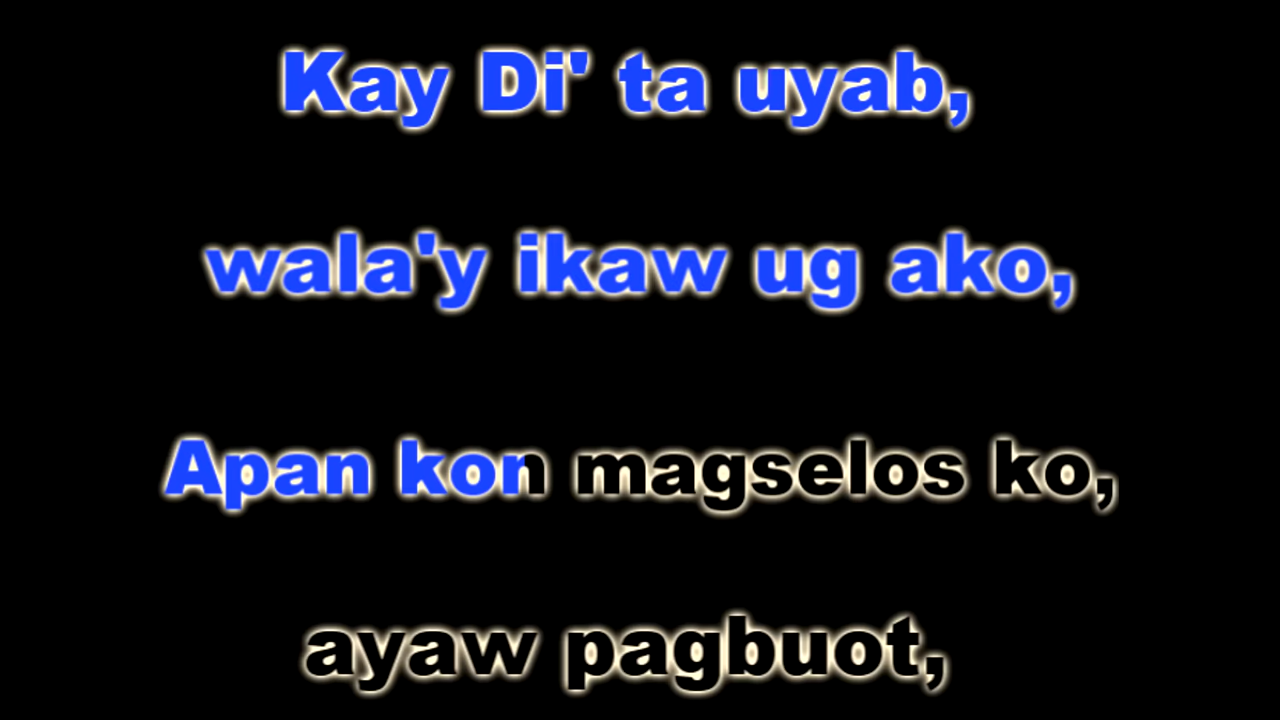 Kay Di' ta uyab,
wala'y ikaw ug ako,
Apan kon magselos ko,
ayaw pagbuot,